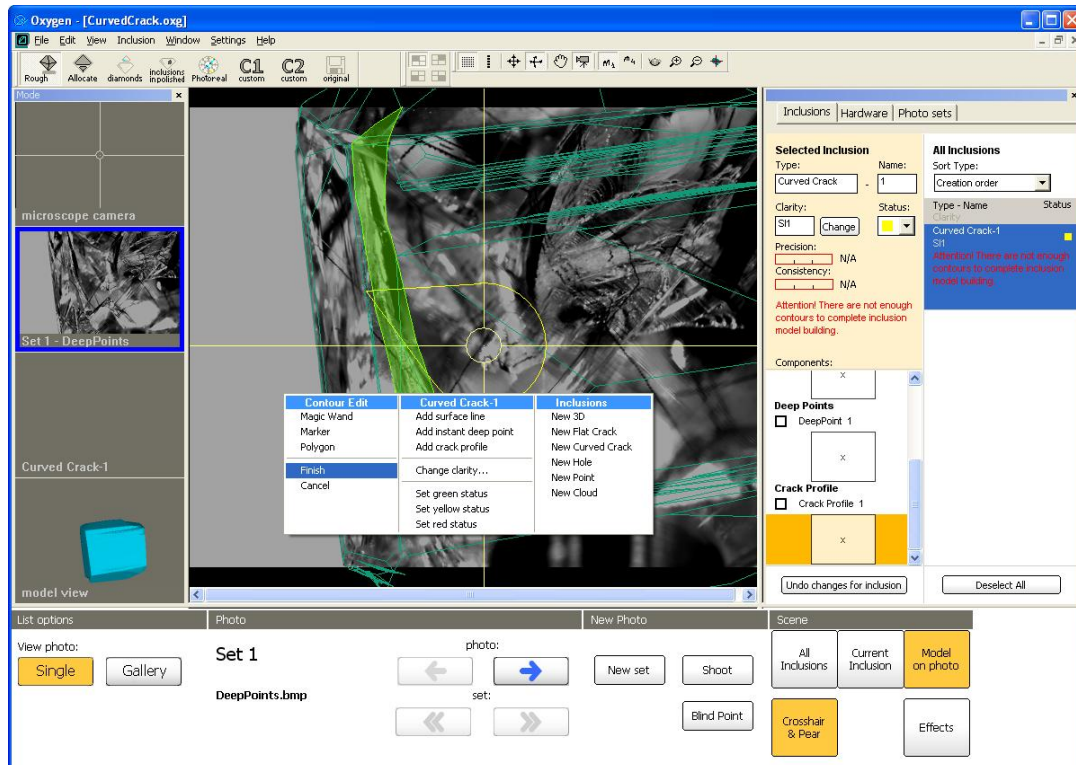 Oxygen - [CurvedCrack.oxg]
File Edit View Inclusion Window Settings Help
Rough
Allocate
diamonds
inclusions
inpolished
Photoreal
C1
custom
C2
custom
original
Mode
microscope camera
Set 1 - DeepPoints
Curved Crack-1
model view
Contour Edit
Magic Wand
Marker
Polygon
Finish
Cancel
Curved Crack-1
Add surface line
Add instant deep point
Add crack profile
Change clarity...
Set green status
Set yellow status
Set red status
Inclusions
New 3D
New Flat Crack
New Curved Crack
New Hole
New Point
New Cloud
Inclusions Hardware Photo sets
Selected Inclusion
Type: Name:
Curved Crack - 1
Clarity: Status:
SI1 Change
Precision:
N/A
Consistency:
N/A
Attention! There are not enough
contours to complete inclusion
model building.
Components:
x
Deep Points
DeepPoint 1
x
Crack Profile
Crack Profile 1
x
Undo changes for inclusion
All Inclusions
Sort Type:
Creation order
Type - Name Status
Clarity
Curved Crack-1
SI1
Attention! There are not enough
contours to complete inclusion
model building.
Deselect All
List options
View photo:
Single Gallery
Photo
Set 1
DeepPoints.bmp
photo:
set:
New Photo
New set Shoot
Blind Point
Scene
All
Inclusions
Current
Inclusion
Model
on photo
Crosshair
& Pear
Effects